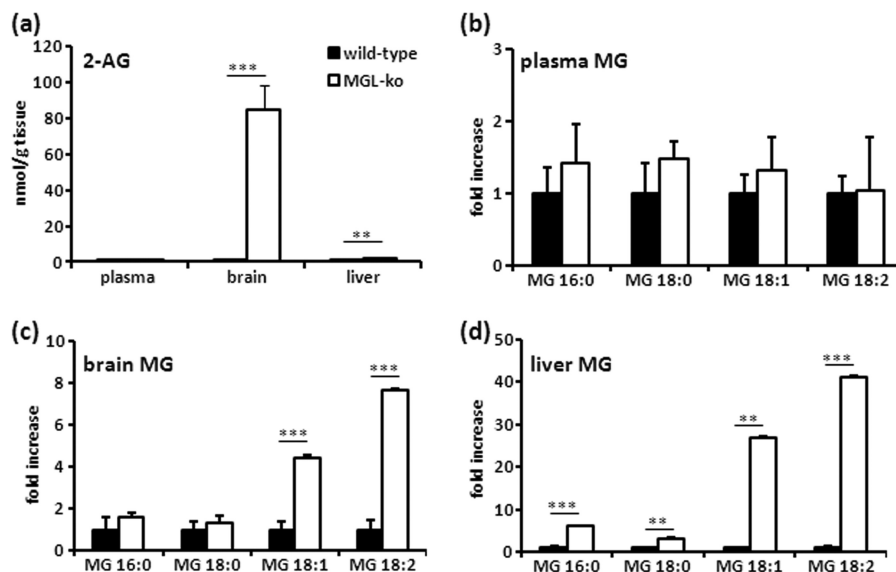 (a)
2-AG
wild-type
MGL-ko
***
**
nmol/g tissue
120
100
80
60
40
20
0
plasma brain liver
(b)
plasma MG
fold increase
3
2
1
0
MG 16:0 MG 18:0 MG 18:1 MG 18:2
(c)
brain MG
***
***
fold increase
10
8
6
4
2
0
MG 16:0 MG 18:0 MG 18:1 MG 18:2
(d)
liver MG
***
**
**
***
fold increase
50
40
30
20
10
0
MG 16:0 MG 18:0 MG 18:1 MG 18:2